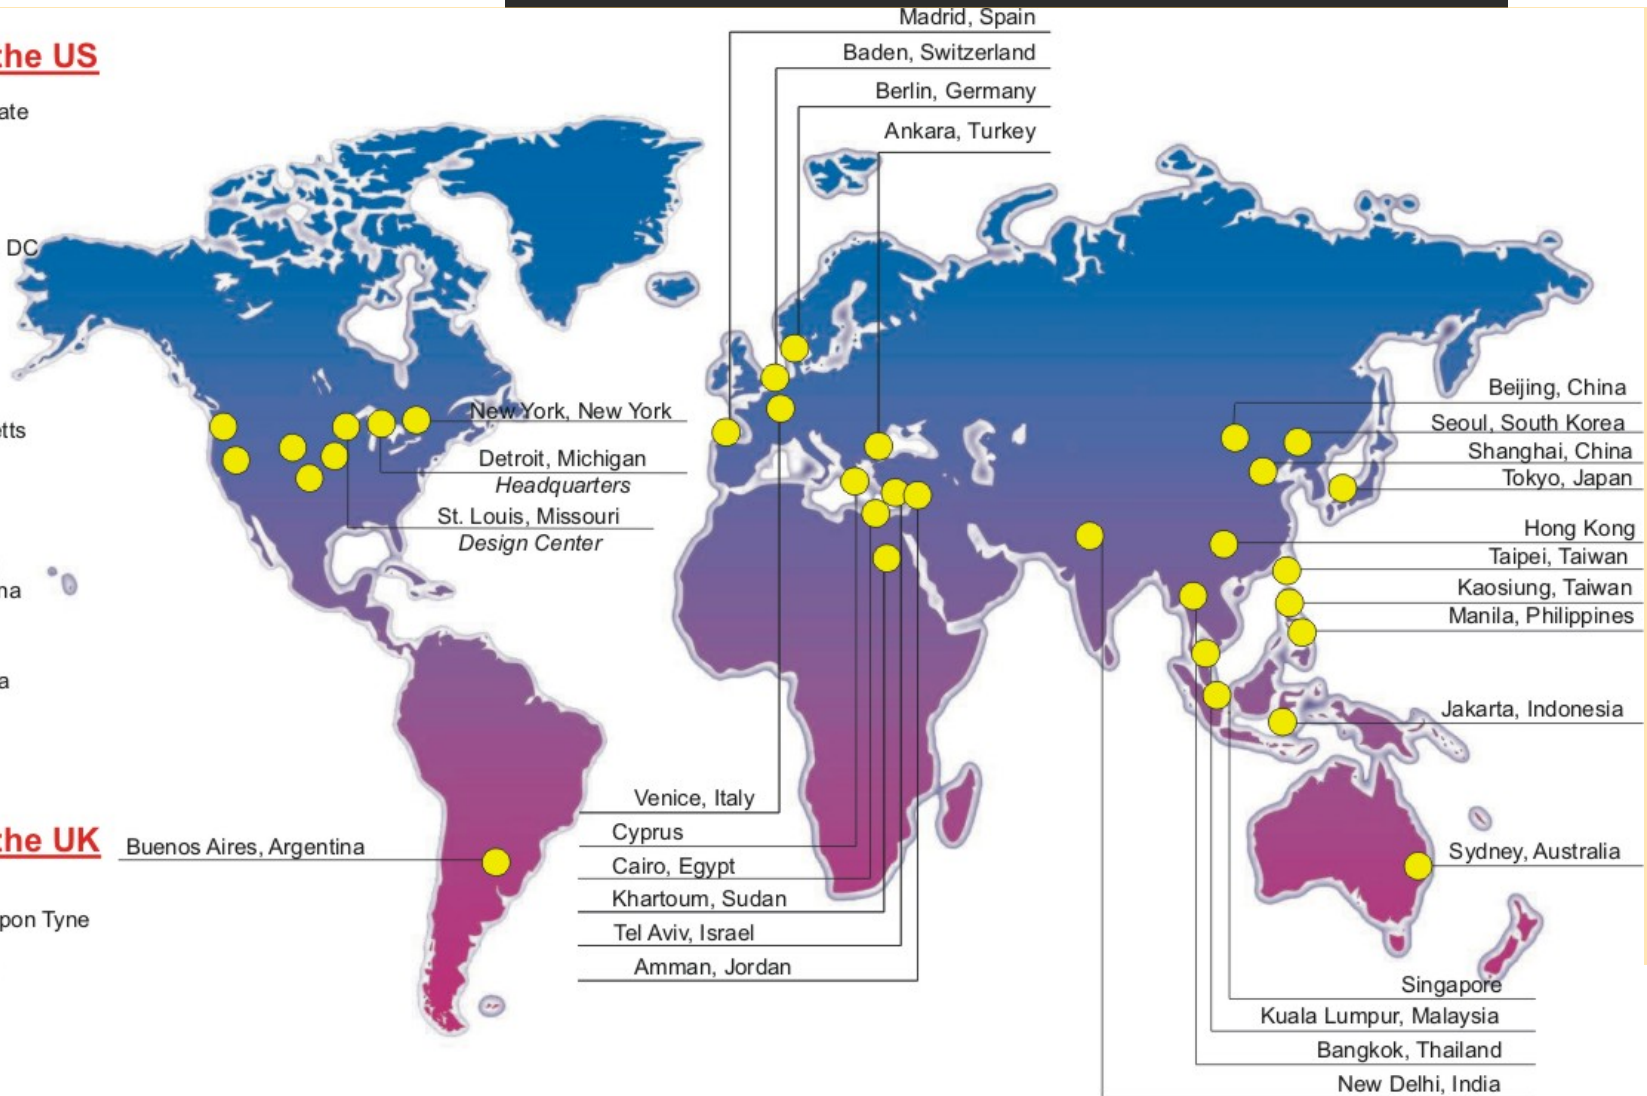 Madrid, Spain
the US
Baden, Switzerland
Berlin, Germany
ate
Ankara, Turkey
DC
Beijing, China
New York, New York
Seoul, South Korea
etts
Shanghai, China
Detroit, Michigan
Headquarters
Tokyo, Japan
St. Louis, Missouri
Design Center
Hong Kong
Taipei, Taiwan
na
Kaosiung, Taiwan
Manila, Philippines
a
Jakarta, Indonesia
Venice, Italy
Cyprus
the UK
Buenos Aires, Argentina
Sydney, Australia
Cairo, Egypt
Khartoum, Sudan
pon Tyne
Tel Aviv, Israel
Amman, Jordan
Singapore
Kuala Lumpur, Malaysia
Bangkok, Thailand
New Delhi, India